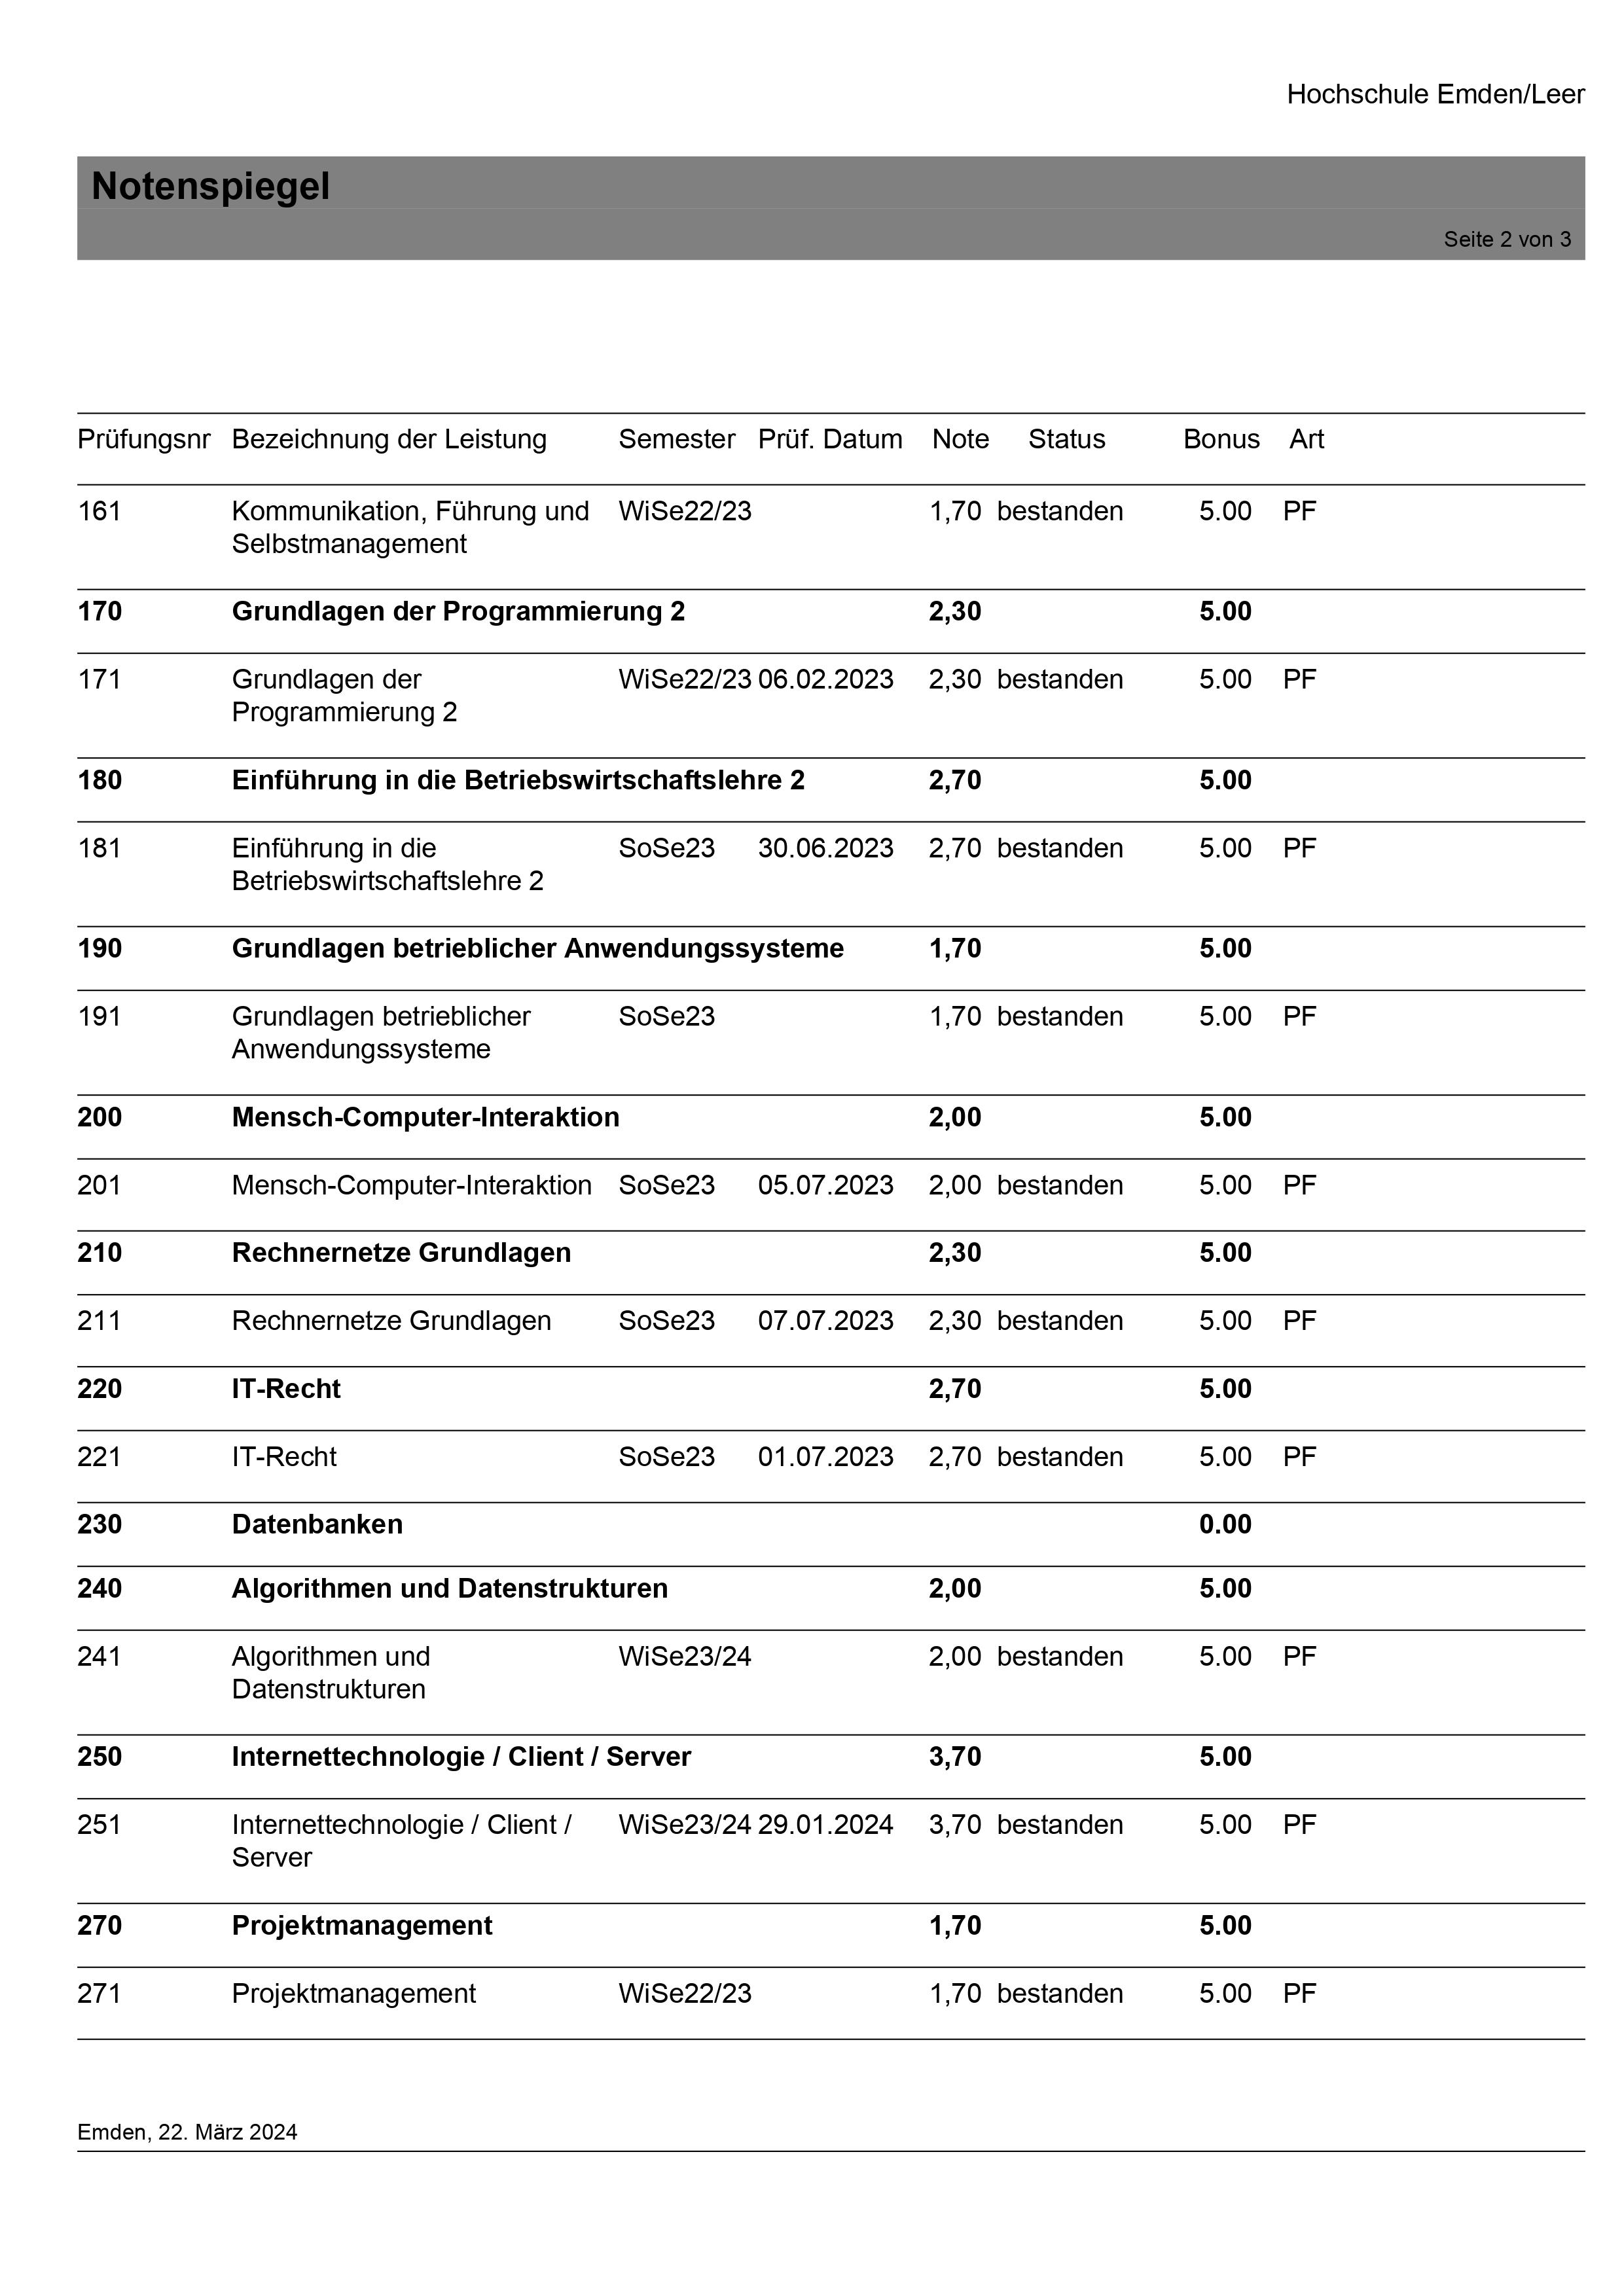 Hochschule Emden/Leer
Notenspiegel
Seite 2 von 3
Prüfungsnr Bezeichnung der Leistung Semester Prüf. Datum Note Status Bonus Art
161 Kommunikation, Führung und WiSe22/23 1,70 bestanden 5.00 PF
Selbstmanagement
170 Grundlagen der Programmierung 2 2,30 5.00
171 Grundlagen der WiSe22/23 06.02.2023 2,30 bestanden 5.00 PF
Programmierung 2
180 Einführung in die Betriebswirtschaftslehre 2 2,70 5.00
181 Einführung in die SoSe23 30.06.2023 2,70 bestanden 5.00 PF
Betriebswirtschaftslehre 2
190 Grundlagen betrieblicher Anwendungssysteme 1,70 5.00
191 Grundlagen betrieblicher SoSe23 1,70 bestanden 5.00 PF
Anwendungssysteme
200 Mensch-Computer-Interaktion 2,00 5.00
201 Mensch-Computer-Interaktion SoSe23 05.07.2023 2,00 bestanden 5.00 PF
210 Rechnernetze Grundlagen 2,30 5.00
211 Rechnernetze Grundlagen SoSe23 07.07.2023 2,30 bestanden 5.00 PF
220 IT-Recht 2,70 5.00
221 IT-Recht SoSe23 01.07.2023 2,70 bestanden 5.00 PF
230 Datenbanken 0.00
240 Algorithmen und Datenstrukturen 2,00 5.00
241 Algorithmen und WiSe23/24 2,00 bestanden 5.00 PF
Datenstrukturen
250 Internettechnologie / Client / Server 3,70 5.00
251 Internettechnologie / Client / WiSe23/24 29.01.2024 3,70 bestanden 5.00 PF
Server
270 Projektmanagement 1,70 5.00
271 Projektmanagement WiSe22/23 1,70 bestanden 5.00 PF
Emden, 22. März 2024